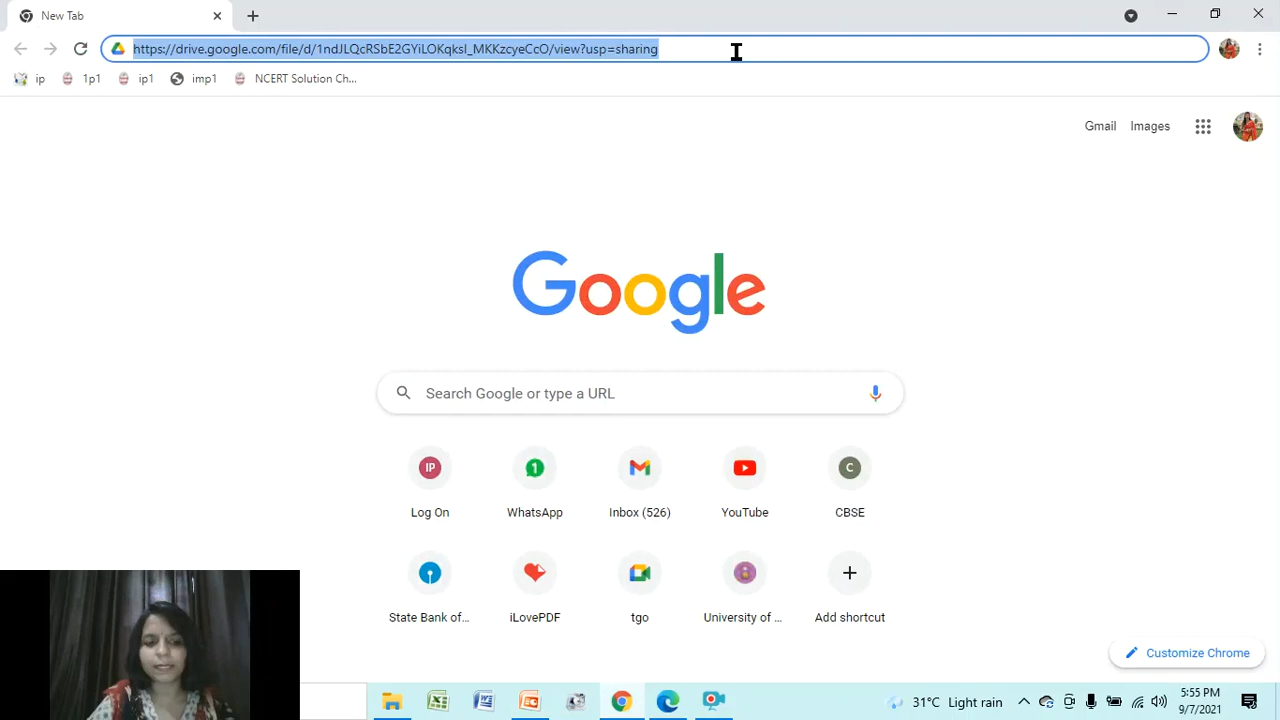 New Tab
https://drive.google.com/file/d/1ndJLQcRSbE2GYiLOKqksl_MKKzcyeCcO/view?usp=sharing
ip
1p1
ip1
imp1
NCERT Solution Ch...
Gmail
Images
Google
Search Google or type a URL
IP
1
C
Log On
WhatsApp
Inbox (526)
YouTube
CBSE
State Bank of...
iLovePDF
tgo
University of ...
Add shortcut
Customize Chrome
31°C Light rain
5:55 PM
9/7/2021